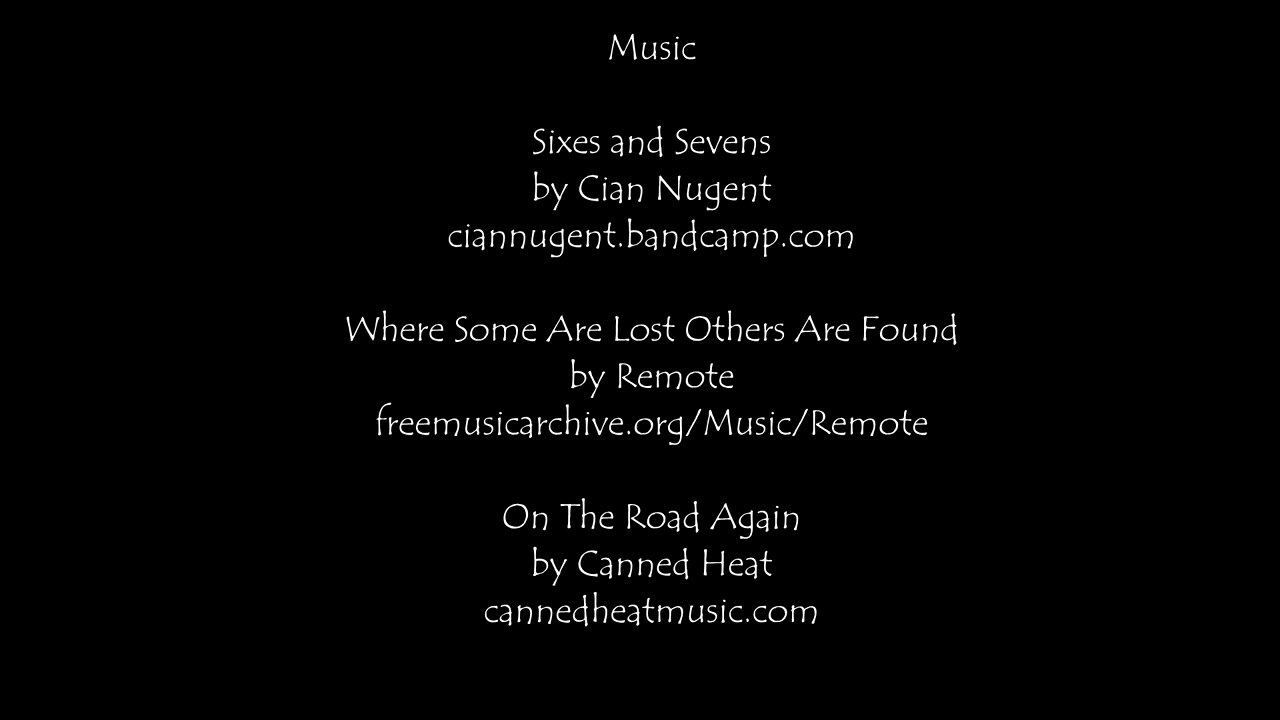 Music
Sixes and Sevens
by Cian Nugent
ciannugent.bandcamp.com
Where Some Are Lost Others Are Found
by Remote
freemusicarchive.org/Music/Remote
On The Road Again
by Canned Heat
cannedheatmusic.com